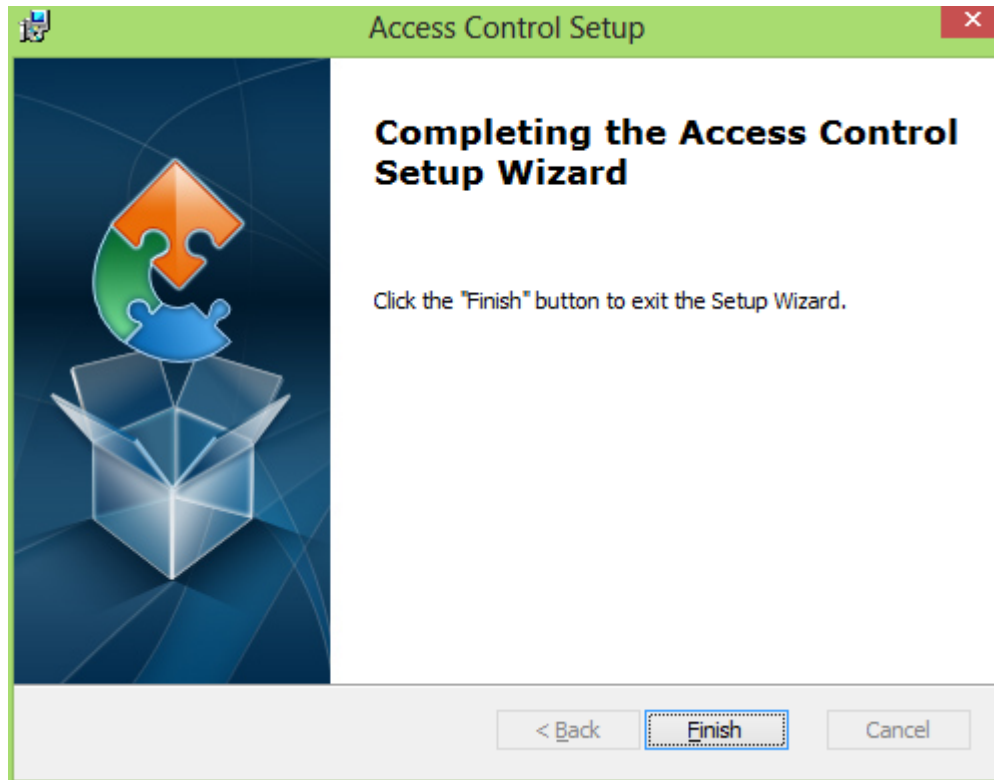 Access Control Setup
Completing the Access Control
Setup Wizard
Click the "Finish" button to exit the Setup Wizard.
< Back
Finish
Cancel